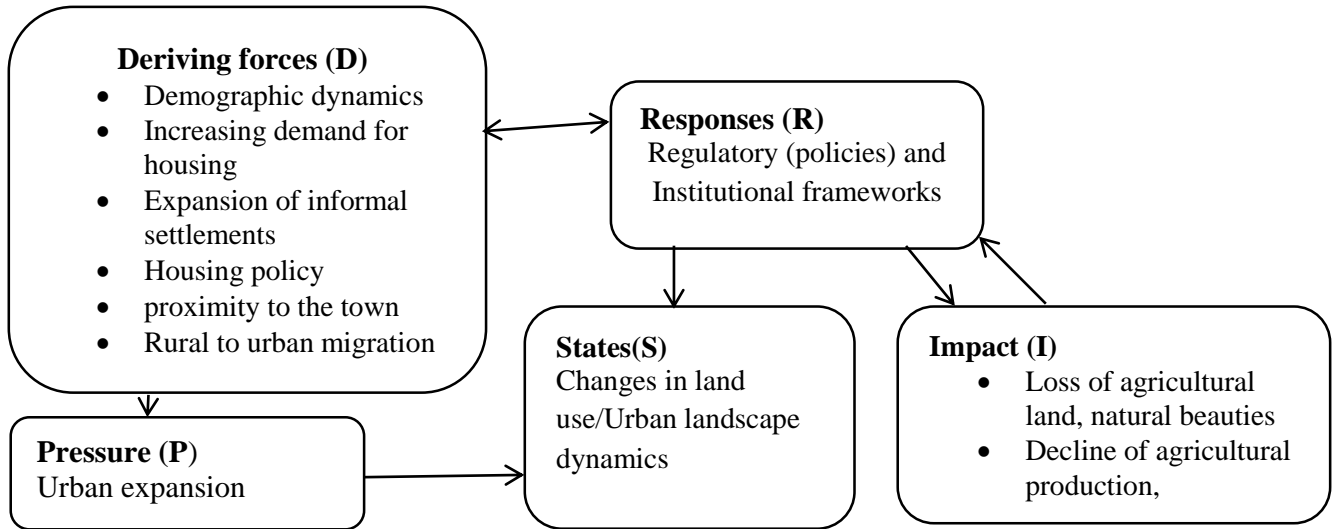 Deriving forces (D)
• Demographic dynamics
• Increasing demand for
housing
• Expansion of informal
settlements
• Housing policy
• proximity to the town
• Rural to urban migration
Responses (R)
Regulatory (policies) and
Institutional frameworks
Pressure (P)
Urban expansion
States(S)
Changes in land
use/Urban landscape
dynamics
Impact (I)
• Loss of agricultural
land, natural beauties
• Decline of agricultural
production,